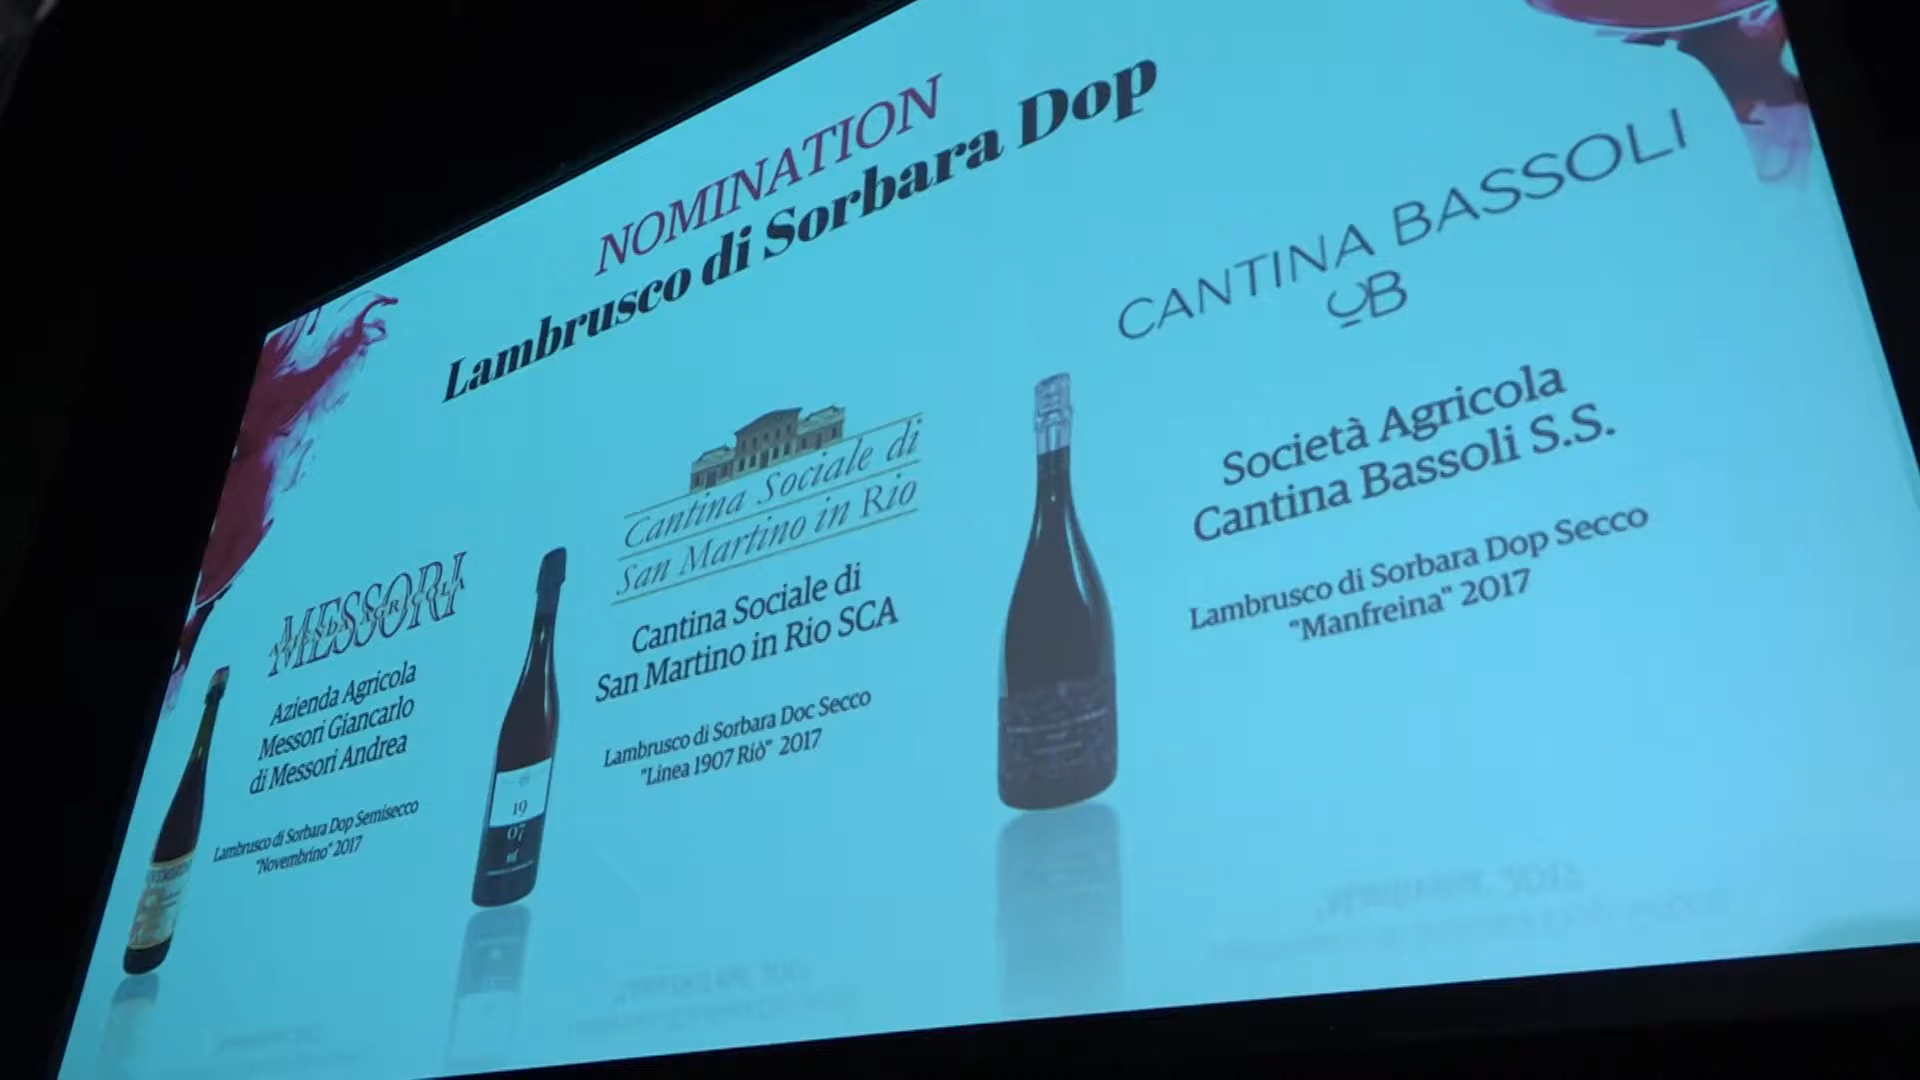 NOMINATION
Lambrusco di Sorbara Dop
MESSORI
Azienda Agricola
Messori Giancarlo
di Messori Andrea
Lambrusco di Sorbara Dop Semisecco
"Novembrino" 2017
Cantina Sociale di
San Martino in Rio
Cantina Sociale di
San Martino in Rio SCA
Lambrusco di Sorbara Doc Secco
"Linea 1907 Riò" 2017
19
07
CANTINA BASSOLI
CB
Società Agricola
Cantina Bassoli S.S.
Lambrusco di Sorbara Dop Secco
"Manfreina" 2017